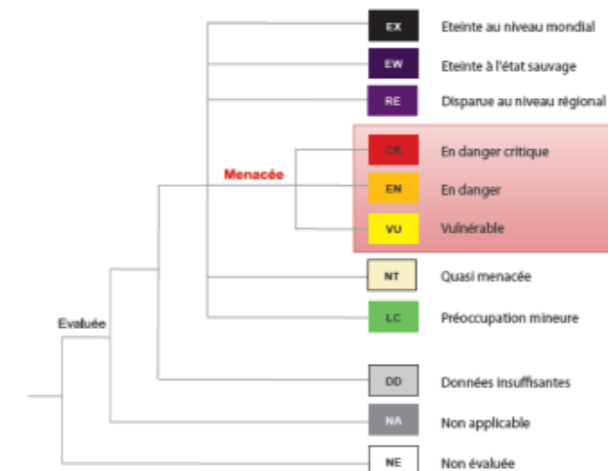 EX Eteinte au niveau mondial
EW Eteinte à l'état sauvage
RE Disparue au niveau régional
Menacée
CR En danger critique
EN En danger
VU Vulnérable
NT Quasi menacée
LC Préoccupation mineure
Evaluée
DD Données insuffisantes
NA Non applicable
NE Non évaluée